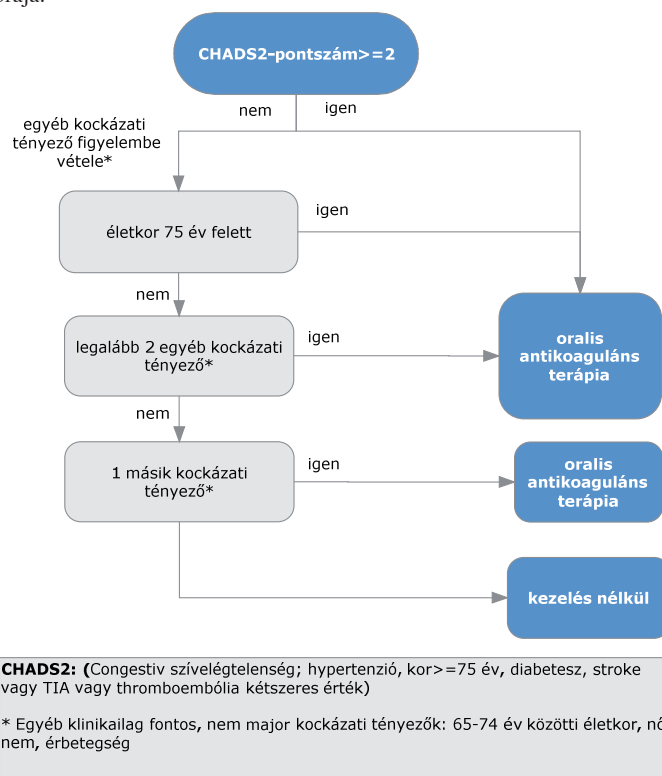 CHADS2-pontszám>=2
nem
igen
egyéb kockázati
tényező figyelembe
vétele*
életkor 75 év felett
igen
nem
legalább 2 egyéb kockázati
tényező*
igen
oralis
antikoaguláns
terápia
nem
1 másik kockázati
tényező*
igen
oralis
antikoaguláns
terápia
kezelés nélkül
CHADS2: (Congestiv szívelégtelenség; hypertenzió, kor>=75 év, diabetesz, stroke
vagy TIA vagy thromboembólia kétszeres érték)
* Egyéb klinikailag fontos, nem major kockázati tényezők: 65-74 év közötti életkor,
nem, érbetegség